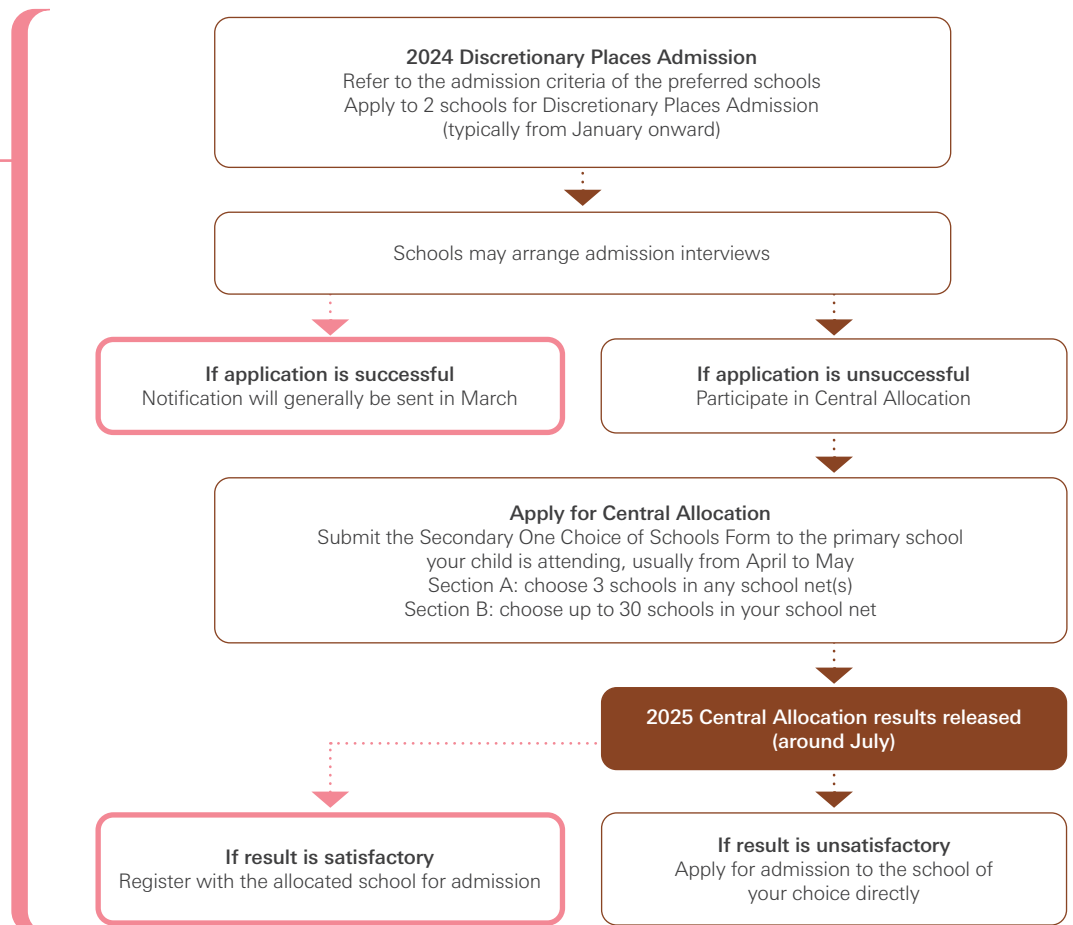 2024 Discretionary Places Admission
Refer to the admission criteria of the preferred schools
Apply to 2 schools for Discretionary Places Admission
(typically from January onward)
Schools may arrange admission interviews
If application is successful
Notification will generally be sent in March
If application is unsuccessful
Participate in Central Allocation
Apply for Central Allocation
Submit the Secondary One Choice of Schools Form to the primary school
your child is attending, usually from April to May
Section A: choose 3 schools in any school net(s)
Section B: choose up to 30 schools in your school net
2025 Central Allocation results released
(around July)
If result is satisfactory
Register with the allocated school for admission
If result is unsatisfactory
Apply for admission to the school of
your choice directly